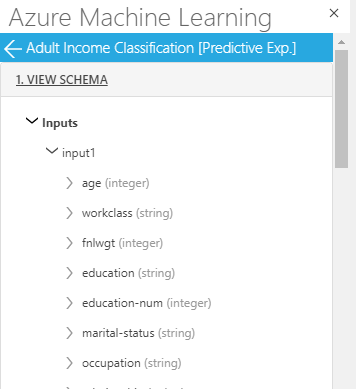 Azure Machine Learning
Adult Income Classification [Predictive Exp.]
1. VIEW SCHEMA
Inputs
input1
age (integer)
workclass (string)
fnlwgt (integer)
education (string)
education-num (integer)
marital-status (string)
occupation (string)